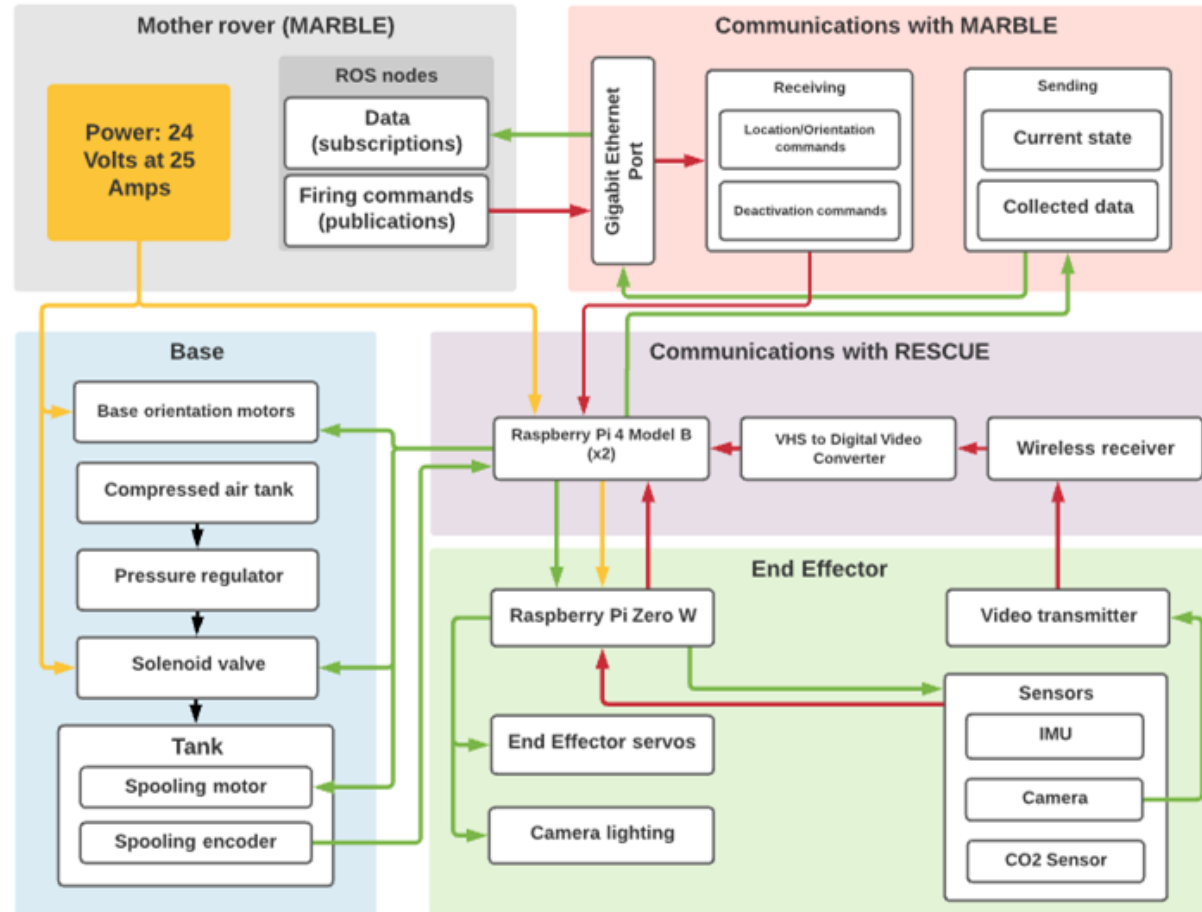 Mother rover (MARBLE)
Power: 24
Volts at 25
Amps
ROS nodes
Data
(subscriptions)
Firing commands
(publications)
Communications with MARBLE
Gigabit Ethernet
Port
Receiving
Location/Orientation
commands
Deactivation commands
Sending
Current state
Collected data
Base
Base orientation motors
Compressed air tank
Pressure regulator
Solenoid valve
Tank
Spooling motor
Spooling encoder
Communications with RESCUE
Raspberry Pi 4 Model B
(x2)
VHS to Digital Video
Converter
Wireless receiver
End Effector
Raspberry Pi Zero W
End Effector servos
Camera lighting
Video transmitter
Sensors
IMU
Camera
CO2 Sensor